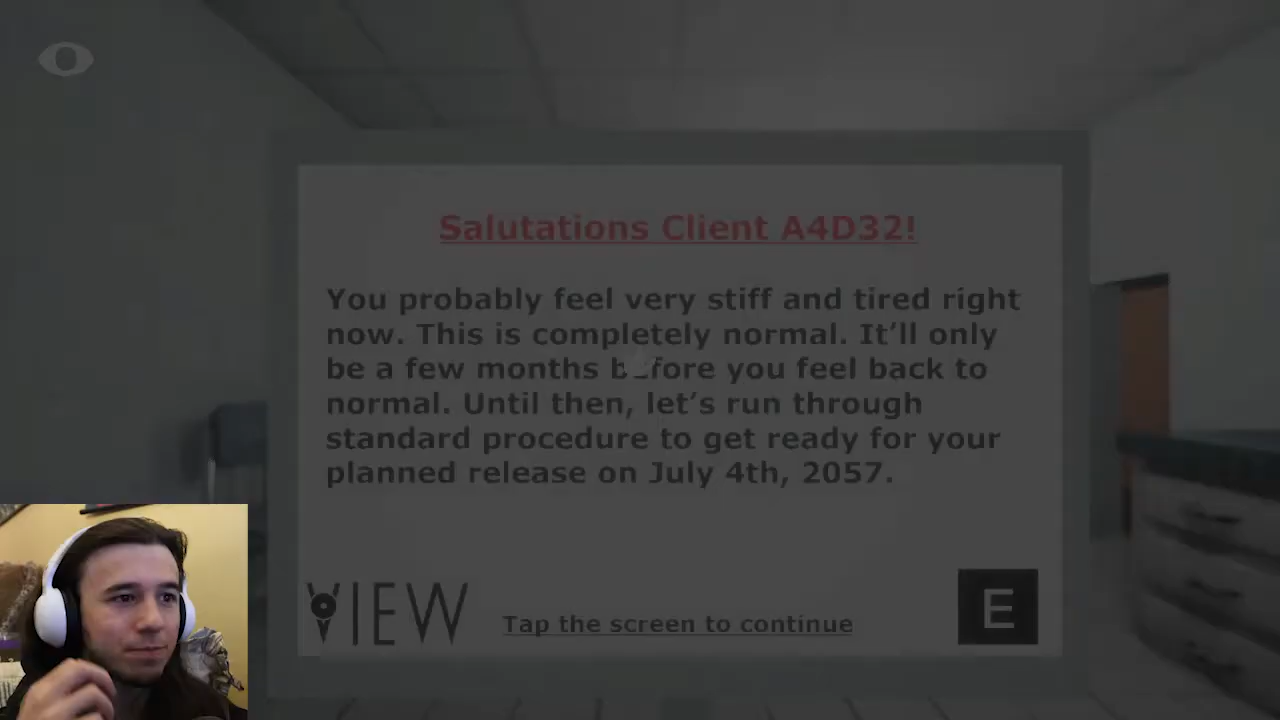 Salutations Client A4D32!
You probably feel very stiff and tired right
now. This is completely normal. It'll only
be a few months before you feel back to
normal. Until then, let's run through
standard procedure to get ready for your
planned release on July 4th, 2057.
VIEW
Tap the screen to continue
E